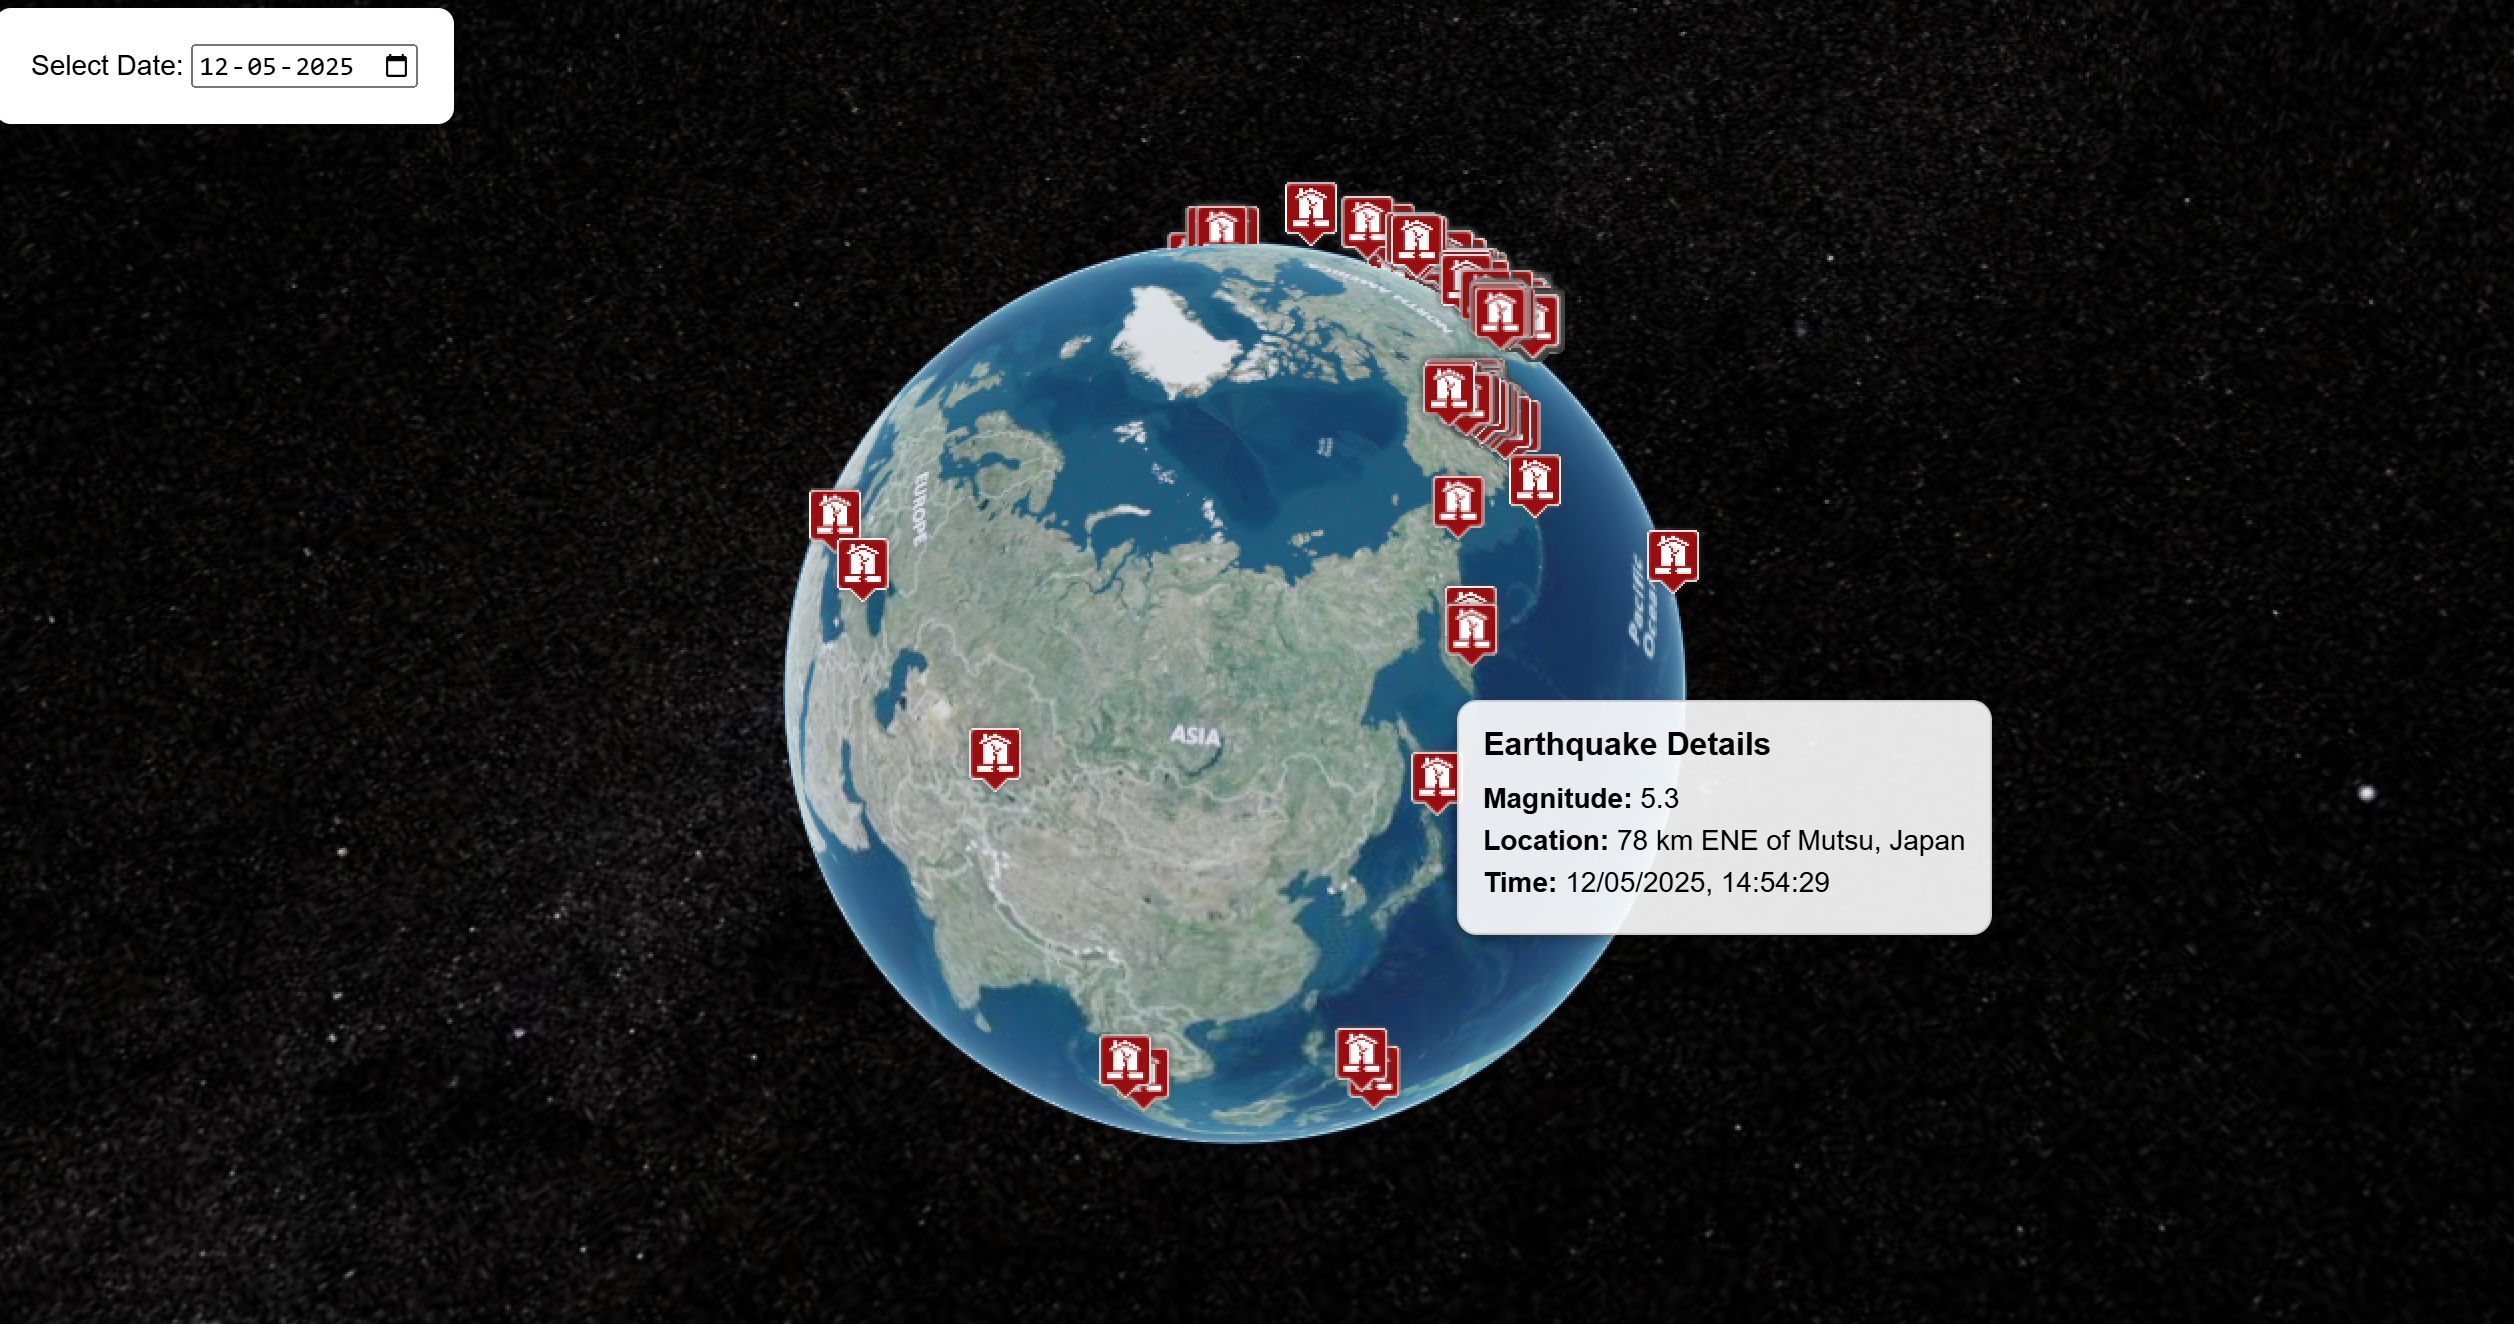 Select Date: 12-05-2025
NORTH AMERICA
EUROPE
Pacific
Ocean
ASIA
Earthquake Details
Magnitude: 5.3
Location: 78 km ENE of Mutsu, Japan
Time: 12/05/2025, 14:54:29